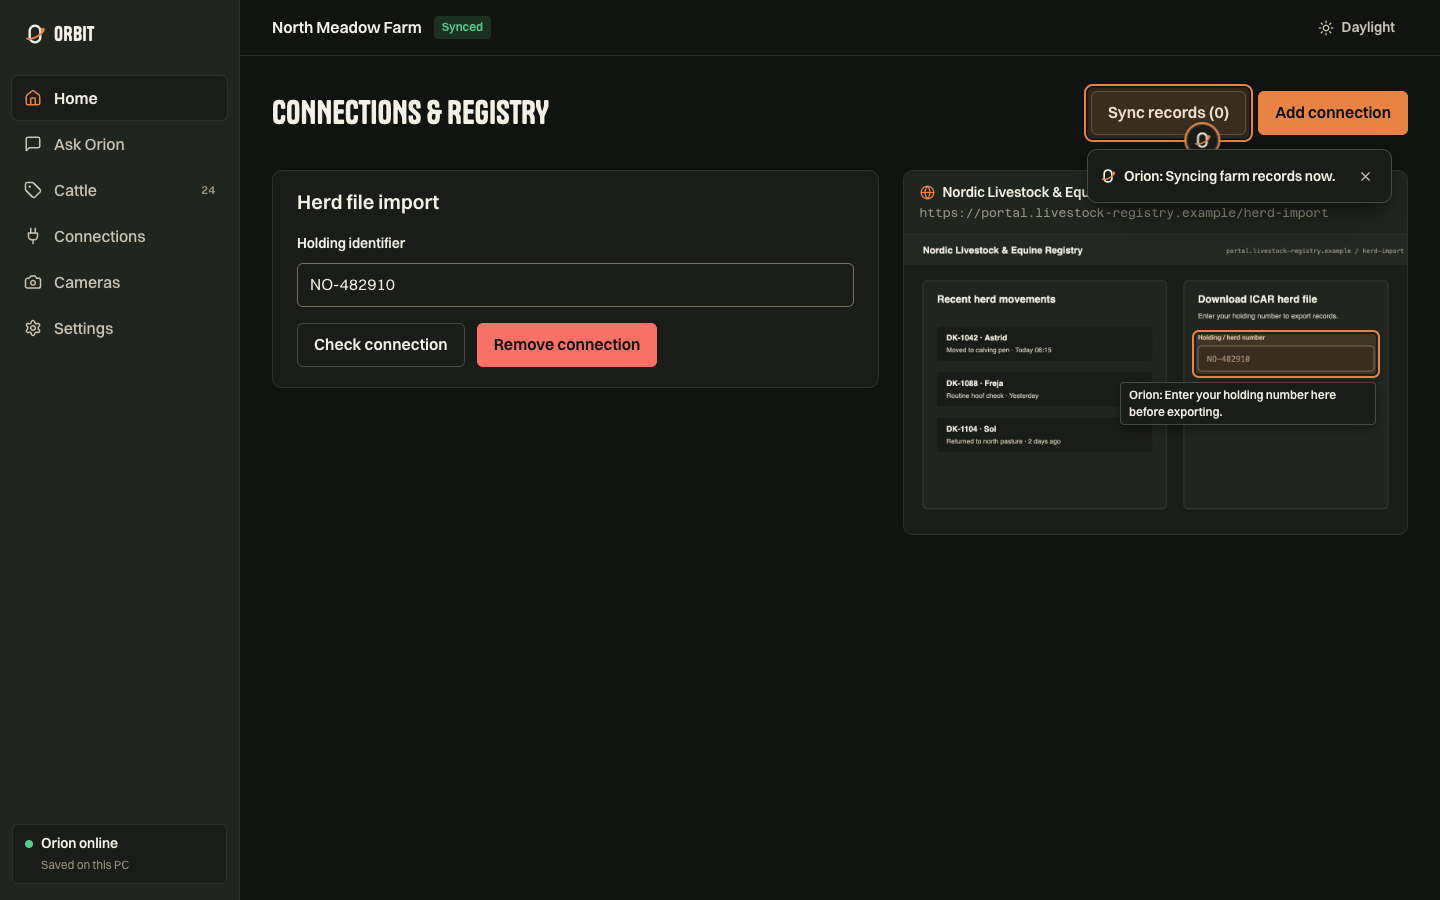 ORBIT
Home
Ask Orion
Cattle 24
Connections
Cameras
Settings
Orion online
Saved on this PC
North Meadow Farm Synced
Daylight
CONNECTIONS & REGISTRY
Sync records (0)
Add connection
Orion: Syncing farm records now.
Herd file import
Holding identifier
NO-482910
Check connection
Remove connection
Nordic Livestock & Equ
https://portal.livestock-registry.example/herd-import
Nordic Livestock & Equine Registry
portal.livestock-registry.example / herd-import
Recent herd movements
DK-1042 · Astrid
Moved to calving pen · Today 06:15
DK-1088 · Freja
Routine hoof check · Yesterday
DK-1104 · Sol
Returned to north pasture · 2 days ago
Download ICAR herd file
Enter your holding number to export records.
Holding / herd number
NO-482910
Orion: Enter your holding number here
before exporting.